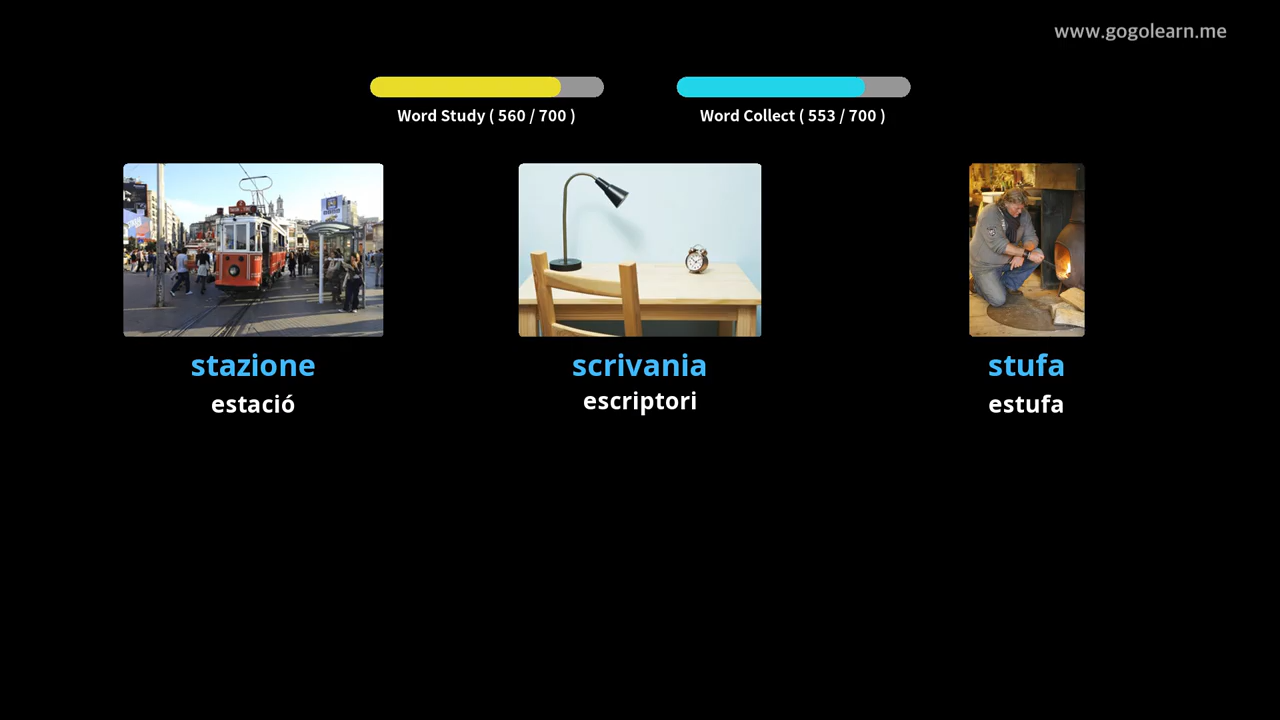 www.gogolearn.me
Word Study ( 560 / 700 )
Word Collect ( 553 / 700 )
stazione
scrivania
stufa
estació
escriptori
estufa